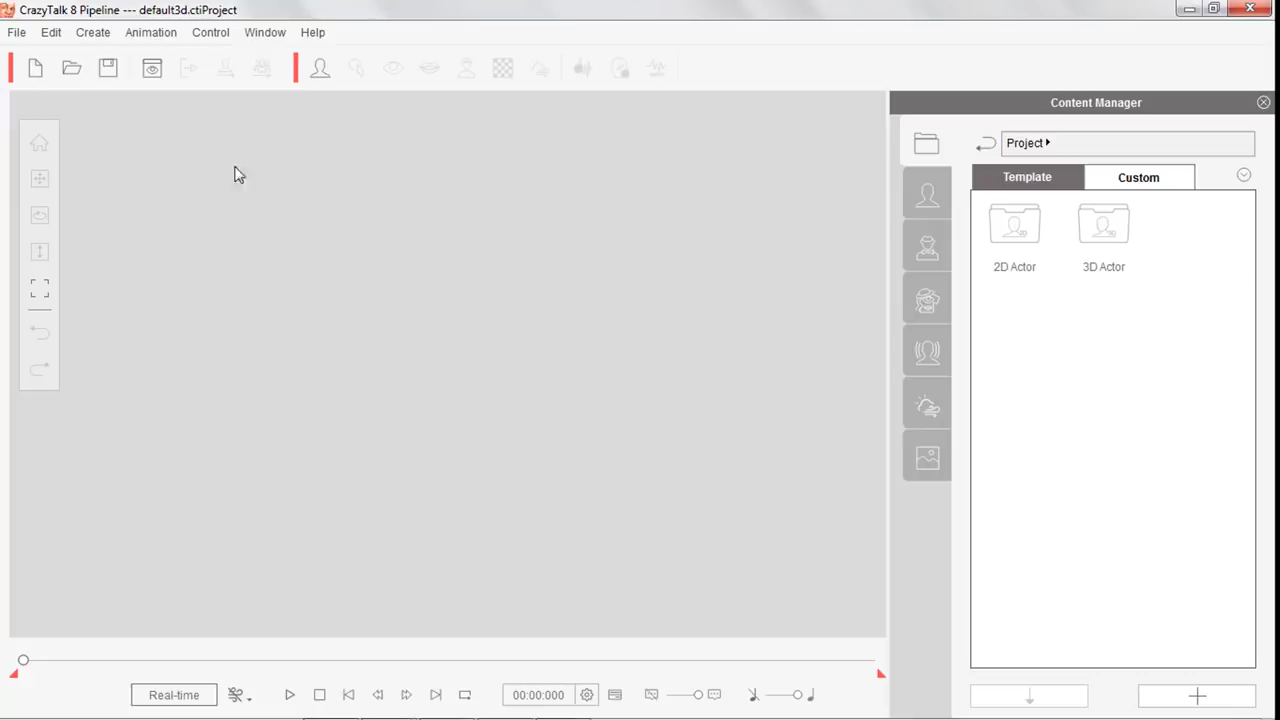 CrazyTalk 8 Pipeline --- default3d.ctiProject
File Edit Create Animation Control Window Help
Content Manager
Project
Template Custom
2D Actor 3D Actor
Real-time 00:00:000